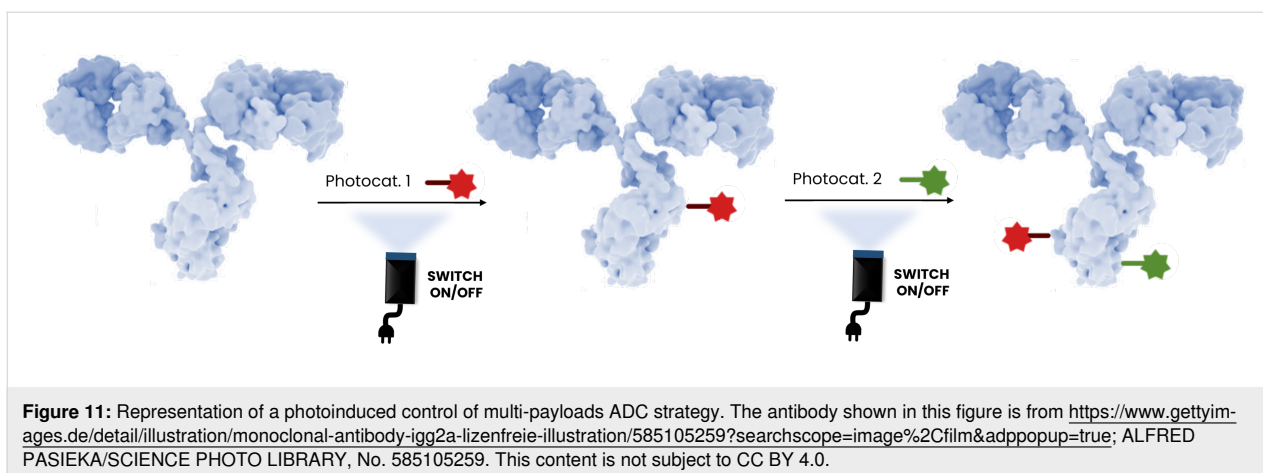 Photocat. 1
SWITCH
ON/OFF
Photocat. 2
SWITCH
ON/OFF
Figure 11: Representation of a photoinduced control of multi-payloads ADC strategy. The antibody shown in this figure is from https://www.gettyim-
ages.de/detail/illustration/monoclonal-antibody-igg2a-lizenfreie-illustration/585105259?searchscope=image%2Cfilm&adppopup=true; ALFRED
PASIEKA/SCIENCE PHOTO LIBRARY, No. 585105259. This content is not subject to CC BY 4.0.